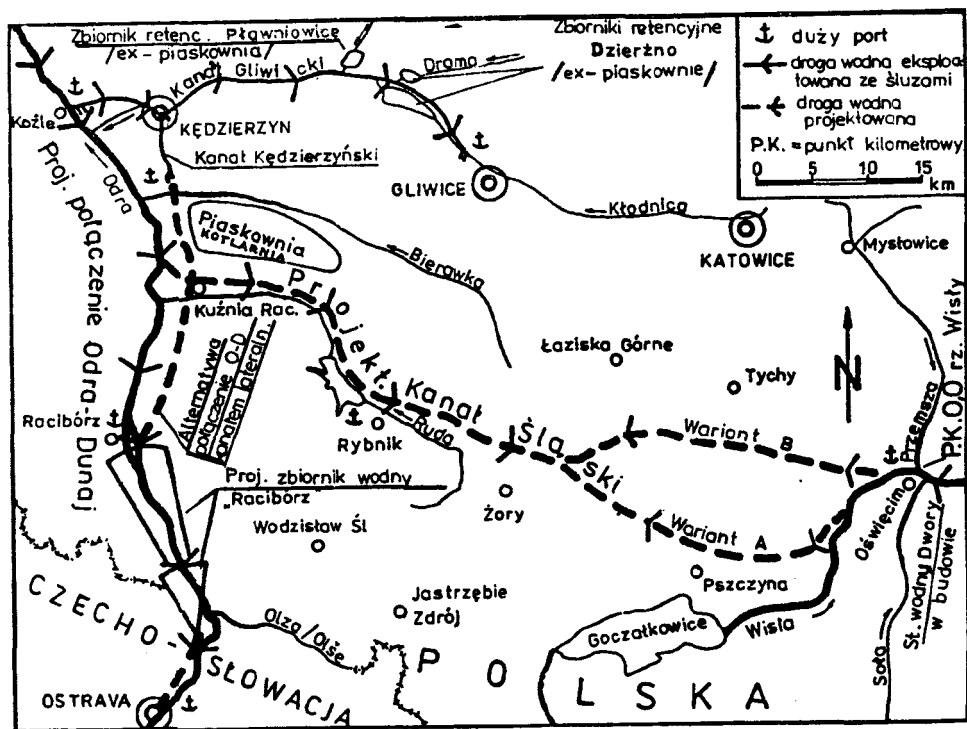 Zbiornik retenc. Pławniowice
/ex-piaskownia/
Kanał Gliwicki
Drama
Zbiorniki retencyjne
Dzierżno
/ex-piaskownie/
duży port
droga wodna eksploa
towana ze śluzami
droga wodna
projektowana
P.K. = punkt kilometrowy
0 5 10 15
km
Koźle
KĘDZIERZYN
Kanał Kędzierzyński
GLIWICE
Kłodnica
KATOWICE
Mysłowice
Odra
Proj. połączenie Odra-Dunaj
Piaskownia
KOTLARNIA
Bierawka
Kuźnia Rac.
Projekt. Kanał Śląski
Łaziska Górne
Tychy
N
Przemsza
P.K. 0,0 rz. Wisły
Alternatywa
połączenie O-D
kanałem lateraln.
Racibórz
Rybnik
Ruda
Wariant B
Wariant A
Oświęcim
Proj. zbiornik wodny
"Racibórz
Wodzisław Śl
Żory
Pszczyna
St. wodny Dwory
w budowie
Jastrzębie
Zdrój
Goczałkowice
Wisła
Soła
Olza/Olše
CZECHO-
SŁOWACJA
POLSKA
OSTRAVA